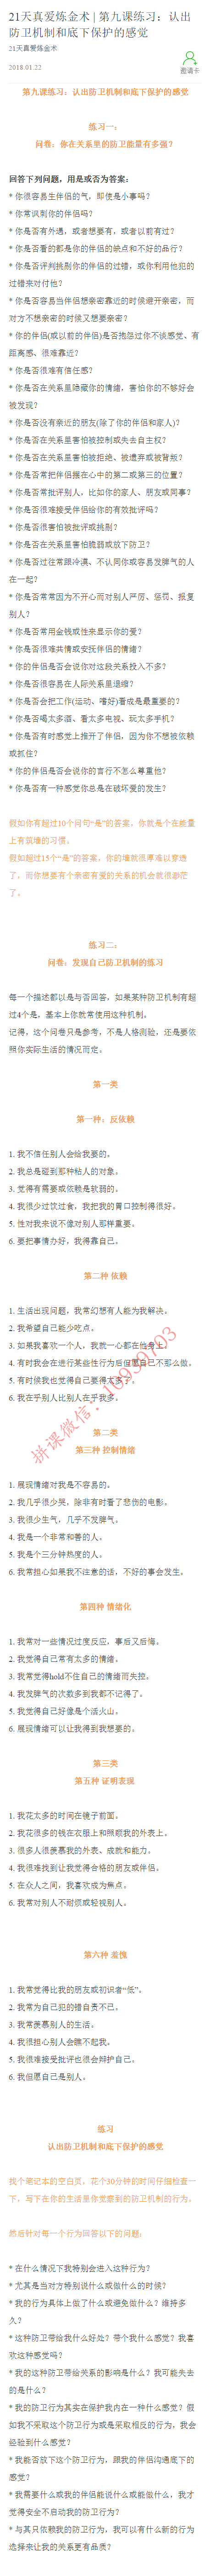 21天真爱炼金术 | 第九课练习：认出
防卫机制和底下保护的感觉
21天真爱炼金术
2018.01.22
邀请卡
第九课练习：认出防卫机制和底下保护的感觉
练习一：
问卷：你在关系里的防卫能量有多强？
回答下列问题，用是或否为答案：
* 你很容易生伴侣的气，即使是小事吗？
* 你常讽刺你的伴侣吗？
* 你是否有外遇，或者想要有，或者以前有过？
* 你是否看的都是你的伴侣的缺点和不好的品行？
* 你是否评判挑剔你的伴侣的过错，或你利用他犯的
过错来对付他？
* 你是否容易当伴侣想亲密靠近的时候避开亲密，而
对方不想亲密的时候又想要亲密？
* 你的伴侣(或以前的伴侣)是否抱怨过你不谈感觉、有
距离感、很难靠近？
* 你是否很难有信任感？
* 你是否在关系里隐藏你的情绪，害怕你的不够好会
被发现？
* 你是否没有亲近的朋友(除了你的伴侣和家人)？
* 你是否在关系里害怕被控制或失去自主权？
* 你是否在关系里害怕被拒绝、被遗弃或被背叛？
* 你是否常把伴侣摆在心中的第二或第三的位置？
* 你是否常批评别人，比如你的家人、朋友或同事？
* 你是否很难接受伴侣给你的有效批评吗？
* 你是否很害怕被批评或挑剔？
* 你是否在关系里害怕脆弱或放下防卫？
* 你是否过往常跟冷漠、不认同你或容易发脾气的人
在一起？
* 你是否常常因为不开心而对别人严厉、惩罚、报复
别人？
* 你是否常用金钱或性来显示你的爱？
* 你是否很难共情或安抚伴侣的情绪？
* 你的伴侣是否会说你对这段关系投入不多？
* 你是否很容易在人际关系里退缩？
* 你是否会把工作(运动、嗜好)看成是最重要的？
* 你是否喝太多酒、看太多电视、玩太多手机？
* 你是否有时感觉上推开了伴侣，因为你不想被依赖
或抓住？
* 你的伴侣是否会说你的言行不怎么尊重他？
* 你是否有一种感觉你总是在破坏爱的发生？
假如你有超过10个问句“是”的答案，你就是个在能量
上有筑墙的习惯。
假如超过15个“是”的答案，你的墙就很厚难以穿透
了，而你想要有个亲密有爱的关系的机会就很渺茫
了。
练习二：
问卷：发现自己防卫机制的练习
每一个描述都以是与否回答，如果某种防卫机制有超
过4个是，基本上你就常使用这种机制。
记得，这个问卷只是参考，不是人格测验，还是要依
照你实际生活的情况而定。
第一类
第一种：反依赖
1. 我不信任别人会给我要的。
2. 我总是碰到那种粘人的对象。
3. 觉得有需要或依赖是软弱的。
4. 我很少过饮过食，我把我的胃口控制得很好。
5. 性对我来说不像对别人那样重要。
6. 要把事情办好，我得靠自己。
第二种 依赖
1. 生活出现问题，我常幻想有人能为我解决。
2. 我希望自己能少吃点。
3. 如果我喜欢一个人，我就一心都在他身上。
4. 有时我会在进行某些性行为后但愿自己不那么做。
5. 有时候我也觉得自己要得太多了。
6. 我在乎别人比别人在乎我多。
第二类
第三种 控制情绪
1. 展现情绪对我是不容易的。
2. 我几乎很少哭，除非有时看了悲伤的电影。
3. 我很少生气，几乎不发脾气。
4. 我是一个非常和善的人。
5. 我是个三分钟热度的人。
6. 我常担心如果我不注意的话，不好的事会发生。
第四种 情绪化
1. 我常对一些情况过度反应，事后又后悔。
2. 我觉得自己常有太多的情绪。
3. 我常觉得hold不住自己的情绪而失控。
4. 我发脾气的次数多到我都不记得了。
5. 我觉得自己好像是个活火山。
6. 展现情绪可以让我得到我想要的。
第三类
第五种 证明表现
1. 我花太多的时间在镜子前面。
2. 我花很多的钱在衣服上和照顾我的外表上。
3. 很多人很羡慕我的外表、成就和能力。
4. 我很难找到让我觉得合格的朋友或伴侣。
5. 在众人之间，我喜欢成为焦点。
6. 我常对别人不耐烦或轻视别人。
第六种 羞愧
1. 我常觉得比我的朋友或初识者“低”。
2. 我常为自己犯的错自责不已。
3. 我常羡慕别人的生活。
4. 我很担心别人会瞧不起我。
5. 我很难接受批评也很会辩护自己。
6. 我但愿自己是别人。
练习
认出防卫机制和底下保护的感觉
找个笔记本的空白页，花个30分钟的时间仔细检查一
下，写下在你的生活是你觉察到的防卫机制的行为。
然后针对每一个行为回答以下的问题：
* 在什么情况下我特别会进入这种行为？
* 尤其是当对方特别说什么或做什么的时候？
* 我的行为具体上做了什么或避免做什么？维持多
久？
* 这种防卫带给我什么好处？带个我什么感觉？我喜
欢这种感觉吗？
* 我的这种防卫带给关系的影响是什么？我可能失去
的是什么？
* 我的防卫行为其实在保护我内在一种什么感觉？假
如我不采取这个防卫行为或是采取相反的行为，我会
经验到什么感觉？
* 我能否放下这个防卫行为，跟我的伴侣沟通底下的
感觉？
* 我需要什么或我的伴侣能说什么或能做什么，我才
觉得安全不启动我的防卫行为？
* 与其只依赖我的防卫行为，我可以有什么新的行为
选择来让我的关系更有品质？